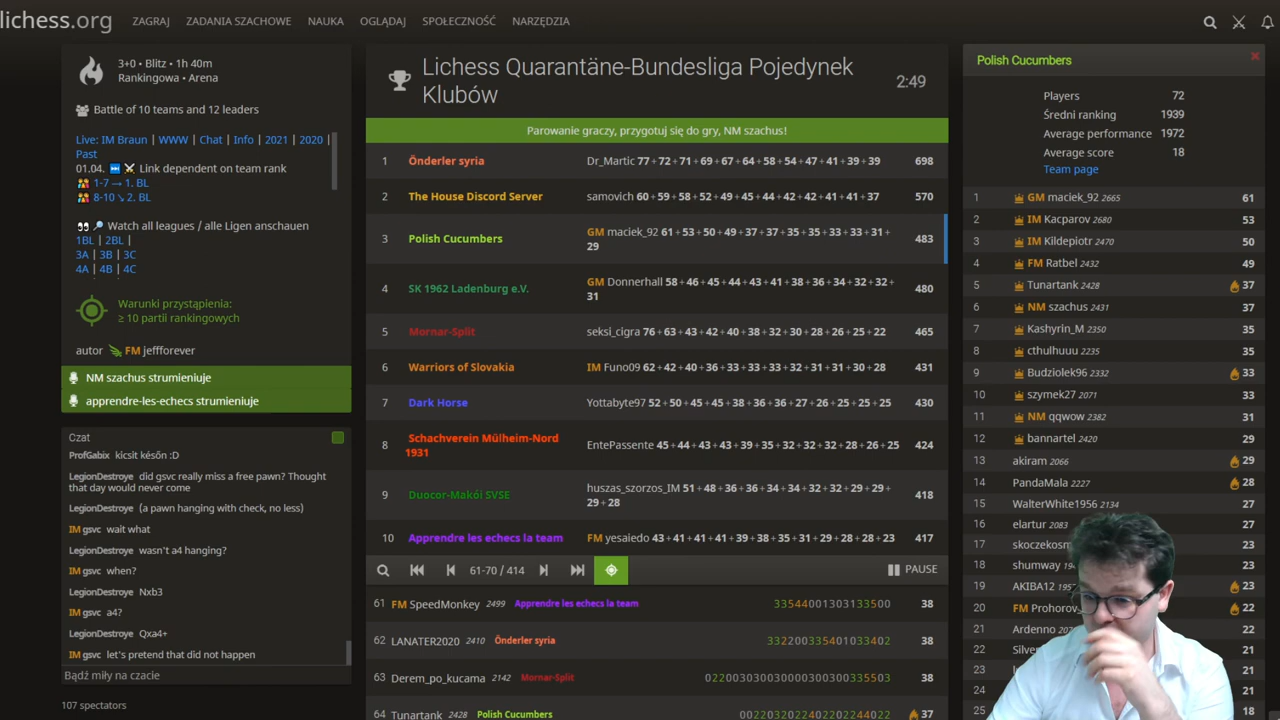 lichess.org
ZAGRAJ
ZADANIA SZACHOWE
NAUKA
OGLĄDAJ
SPOŁECZNOŚĆ
NARZĘDZIA
3+0 • Blitz • 1h 40m
Rankingowa • Arena
Battle of 10 teams and 12 leaders
Live: IM Braun | WWW | Chat | Info | 2021 | 2020 |
Past
01.04. Link dependent on team rank
1-7 → 1. BL
8-10 ↘ 2. BL
Watch all leagues / alle Ligen anschauen
1BL | 2BL |
3A | 3B | 3C
4A | 4B | 4C
Warunki przystąpienia:
≥ 10 partii rankingowych
autor FM jeffforever
NM szachus strumieniuje
apprendre-les-echecs strumieniuje
Czat
ProfGabix kicsit későn :D
LegionDestroye did gsvc really miss a free pawn? Thought
that day would never come
LegionDestroye (a pawn hanging with check, no less)
IM gsvc wait what
LegionDestroye wasn't a4 hanging?
IM gsvc when?
LegionDestroye Nxb3
IM gsvc a4?
LegionDestroye Qxa4+
IM gsvc let's pretend that did not happen
Bądź miły na czacie
107 spectators
Lichess Quarantäne-Bundesliga Pojedynek
Klubów
2:49
Parowanie graczy, przygotuj się do gry, NM szachus!
1 Önderler syria Dr_Martic 77+72+71+69+67+64+58+54+47+41+39+39 698
2 The House Discord Server samovich 60+59+58+52+49+45+44+42+42+41+41+37 570
3 Polish Cucumbers GM maciek_92 61+53+50+49+37+37+35+35+33+33+31+
29 483
4 SK 1962 Ladenburg e.V. GM Donnerhall 58+46+45+44+43+41+38+36+34+32+32+
31 480
5 Mornar-Split seksi_cigra 76+63+43+42+40+38+32+30+28+26+25+22 465
6 Warriors of Slovakia IM Funo09 62+42+40+36+33+33+33+32+31+31+30+28 431
7 Dark Horse Yottabyte97 52+50+45+45+38+36+36+27+26+25+25+25 430
8 Schachverein Mülheim-Nord
1931 EntePassente 45+44+43+43+39+35+32+32+32+28+26+25 424
9 Duocor-Makói SVSE huszas_szorzos_IM 51+48+36+36+34+34+32+32+29+29+
29+28 418
10 Apprendre les echecs la team FM yesaiedo 43+41+41+41+39+38+35+31+29+28+28+23 417
61-70 / 414
PAUSE
61 FM SpeedMonkey 2499 Apprendre les echecs la team 33544001303133500 38
62 LANATER2020 2410 Önderler syria 332200335401033402 38
63 Derem_po_kucama 2142 Mornar-Split 38
64 Tunartank 2428 Polish Cucumbers 37
Polish Cucumbers
Players 72
Średni ranking 1939
Average performance 1972
Average score 18
Team page
1 GM maciek_92 2665 61
2 IM Kacparov 2680 53
3 IM Kildepiotr 2470 50
4 FM Ratbel 2432 49
5 Tunartank 2428 37
6 NM szachus 2431 37
7 Kashyrin_M 2350 35
8 cthulhuuu 2235 35
9 Budziolek96 2332 33
10 szymek27 2071 33
11 NM qqwow 2382 31
12 bannartel 2420 29
13 akiram 2066 29
14 PandaMala 2227 28
15 WalterWhite1956 2134 27
16 elartur 2083 27
17 23
18 shumway 23
19 AKIBA12 23
20 FM 22
21 Ardenno 22
22 21
23 21
24 21
25 18